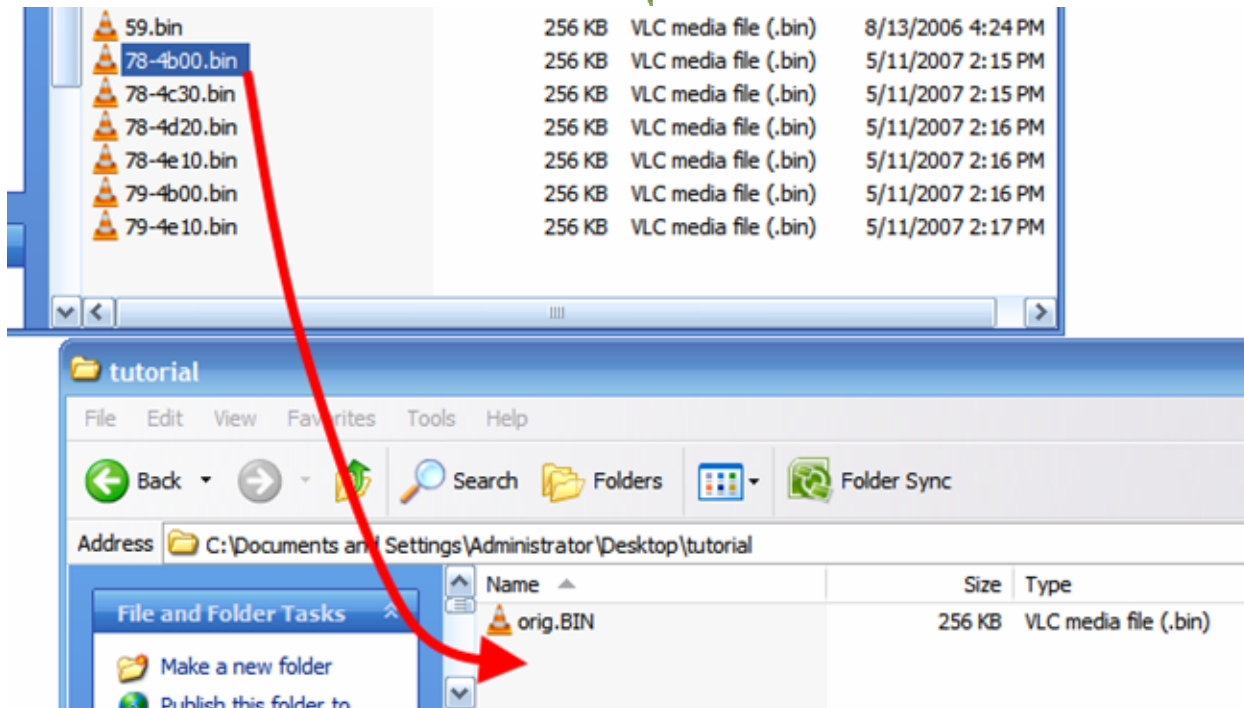 59.bin 256 KB VLC media file (.bin) 8/13/2006 4:24 PM
78-4b00.bin 256 KB VLC media file (.bin) 5/11/2007 2:15 PM
78-4c30.bin 256 KB VLC media file (.bin) 5/11/2007 2:15 PM
78-4d20.bin 256 KB VLC media file (.bin) 5/11/2007 2:16 PM
78-4e10.bin 256 KB VLC media file (.bin) 5/11/2007 2:16 PM
79-4b00.bin 256 KB VLC media file (.bin) 5/11/2007 2:16 PM
79-4e10.bin 256 KB VLC media file (.bin) 5/11/2007 2:17 PM
tutorial
File Edit View Favorites Tools Help
Back Search Folders Folder Sync
Address C:\Documents and Settings\Administrator\Desktop\tutorial
Name Size Type
File and Folder Tasks
orig.BIN 256 KB VLC media file (.bin)
Make a new folder
Publish this folder to